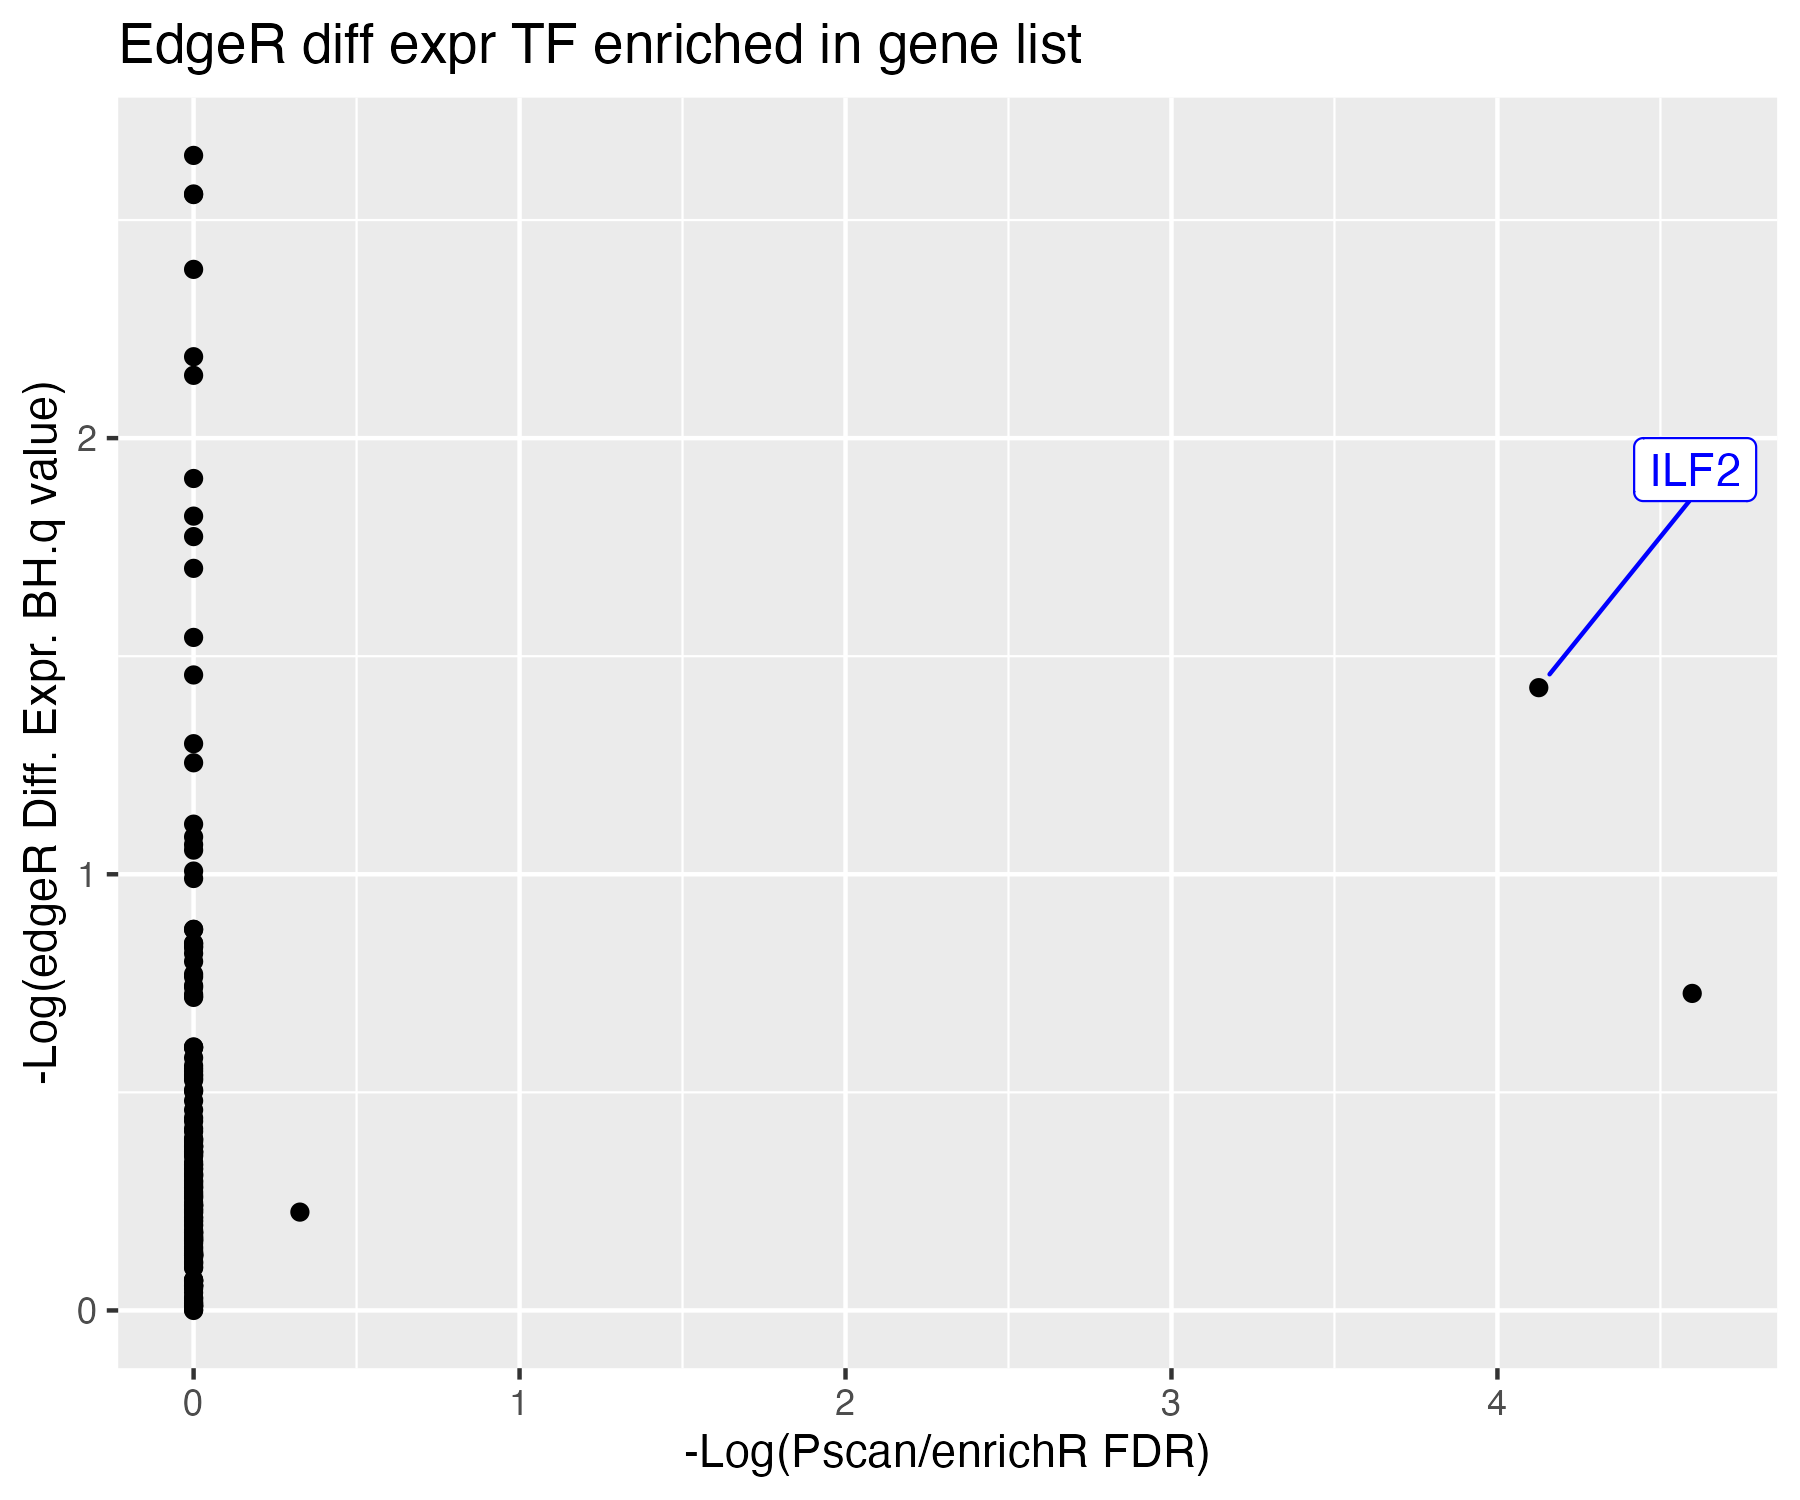 EdgeR diff expr TF enriched in gene list
-Log(edgeR Diff. Expr. BH.q value)
2
1
0
ILF2
0 1 2 3 4
-Log(Pscan/enrichR FDR)